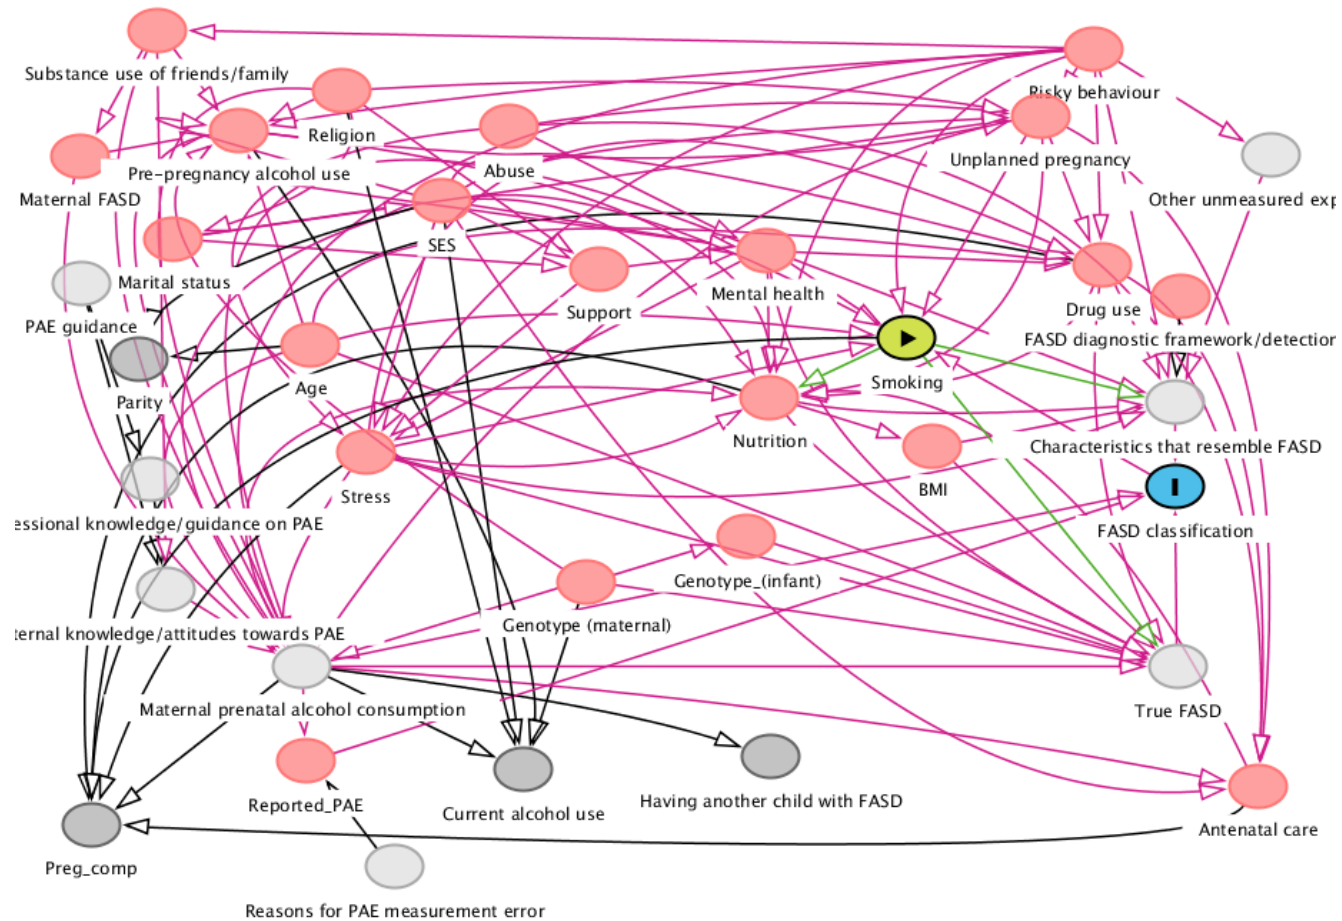 Substance use of friends/family
Risky behaviour
Religion
Unplanned pregnancy
Pre-pregnancy alcohol use
Abuse
Maternal FASD
Other unmeasured exp
SES
Marital status
Mental health
Support
Drug use
PAE guidance
FASD diagnostic framework/detection
Smoking
Age
Parity
Nutrition
Characteristics that resemble FASD
BMI
Stress
essional knowledge/guidance on PAE
FASD classification
Genotype_(infant)
Genotype (maternal)
ternal knowledge/attitudes towards PAE
Maternal prenatal alcohol consumption
True FASD
Reported_PAE
Having another child with FASD
Current alcohol use
Antenatal care
Preg_comp
Reasons for PAE measurement error